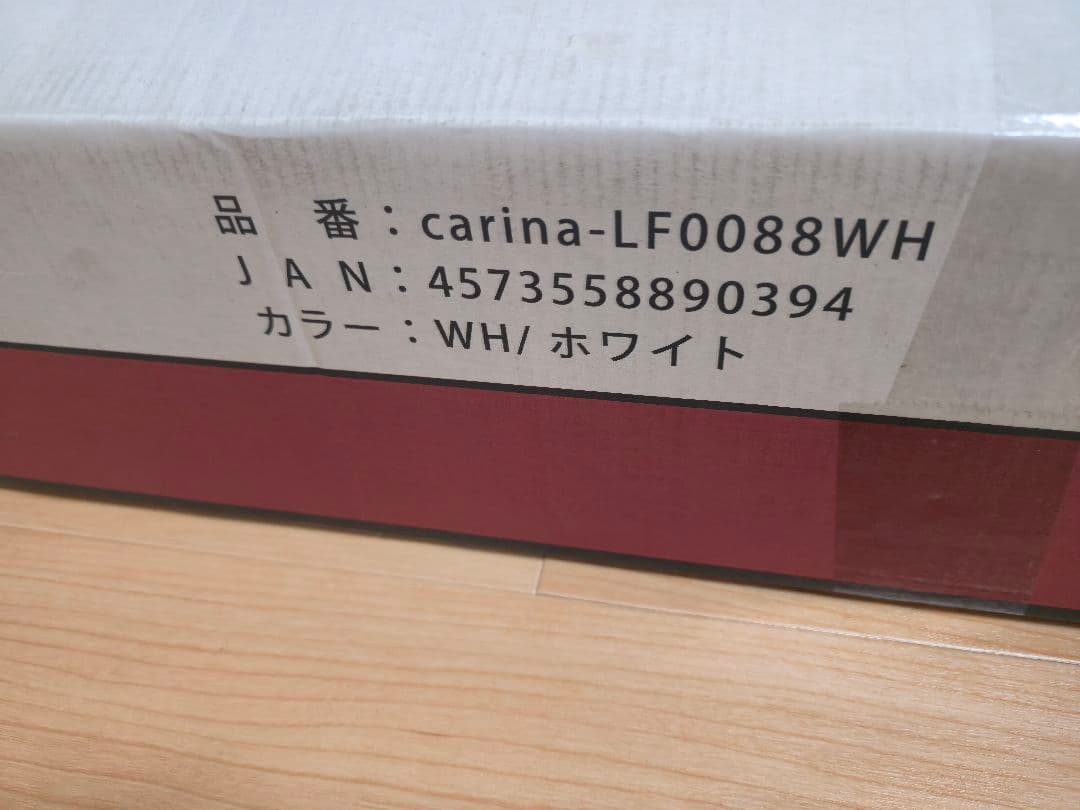 品　番：carina-LF0088WH
ＪＡＮ：4573558890394
カラー：WH/ホワイト